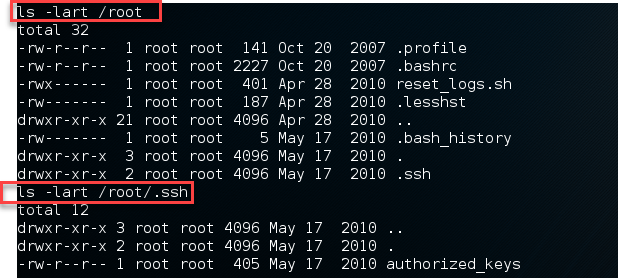 ls -lart /root
total 32
-rw-r--r-- 1 root root 141 Oct 20 2007 .profile
-rw-r--r-- 1 root root 2227 Oct 20 2007 .bashrc
-rwx------ 1 root root 401 Apr 28 2010 reset_logs.sh
-rw------- 1 root root 187 Apr 28 2010 .lesshst
drwxr-xr-x 21 root root 4096 Apr 28 2010 ..
-rw------- 1 root root 5 May 17 2010 .bash_history
drwxr-xr-x 3 root root 4096 May 17 2010 .
drwxr-xr-x 2 root root 4096 May 17 2010 .ssh
ls -lart /root/.ssh
total 12
drwxr-xr-x 3 root root 4096 May 17 2010 ..
drwxr-xr-x 2 root root 4096 May 17 2010 .
-rw-r--r-- 1 root root 405 May 17 2010 authorized_keys